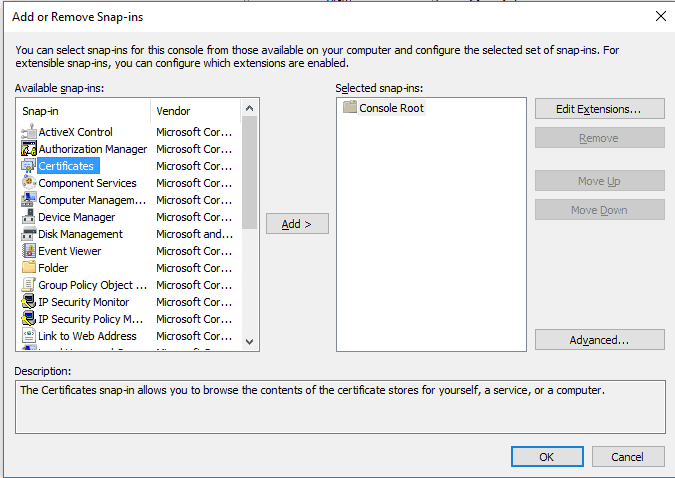 Add or Remove Snap-ins
You can select snap-ins for this console from those available on your computer and configure the selected set of snap-ins. For
extensible snap-ins, you can configure which extensions are enabled.
Available snap-ins:
Snap-in Vendor
ActiveX Control Microsoft Cor...
Authorization Manager Microsoft Cor...
Certificates Microsoft Cor...
Component Services Microsoft Cor...
Computer Managem... Microsoft Cor...
Device Manager Microsoft Cor...
Disk Management Microsoft and...
Event Viewer Microsoft Cor...
Folder Microsoft Cor...
Group Policy Object ... Microsoft Cor...
IP Security Monitor Microsoft Cor...
IP Security Policy M... Microsoft Cor...
Link to Web Address Microsoft Cor...
Add >
Selected snap-ins:
Console Root
Edit Extensions...
Remove
Move Up
Move Down
Advanced...
Description:
The Certificates snap-in allows you to browse the contents of the certificate stores for yourself, a service, or a computer.
OK
Cancel